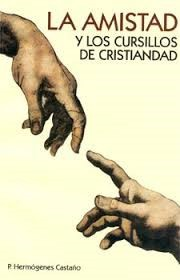 LA AMISTAD
Y LOS CURSILLOS
DE CRISTIANDAD
P. Hermógenes Castaño